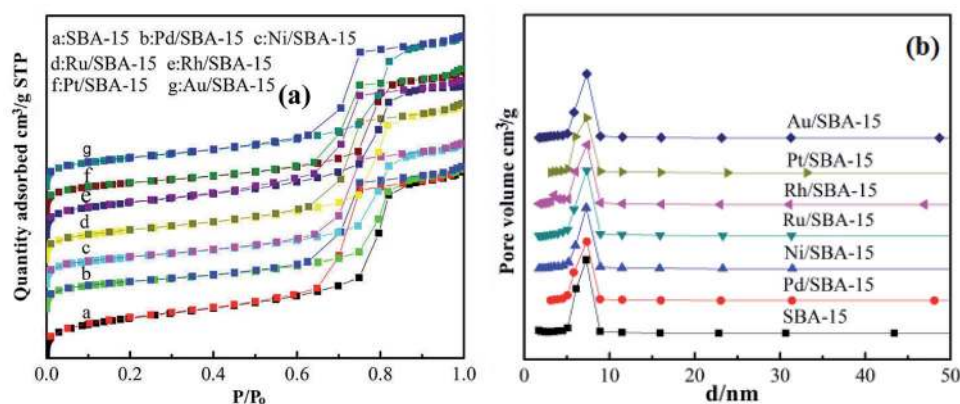 a:SBA-15 b:Pd/SBA-15 c:Ni/SBA-15
d:Ru/SBA-15 e:Rh/SBA-15
f:Pt/SBA-15 g:Au/SBA-15
(a)
Quantity adsorbed cm³/g STP
g
f
e
d
c
b
a
0.0 0.2 0.4 0.6 0.8 1.0
P/P₀
(b)
Pore volume cm³/g
Au/SBA-15
Pt/SBA-15
Rh/SBA-15
Ru/SBA-15
Ni/SBA-15
Pd/SBA-15
SBA-15
0 10 20 30 40 50
d/nm